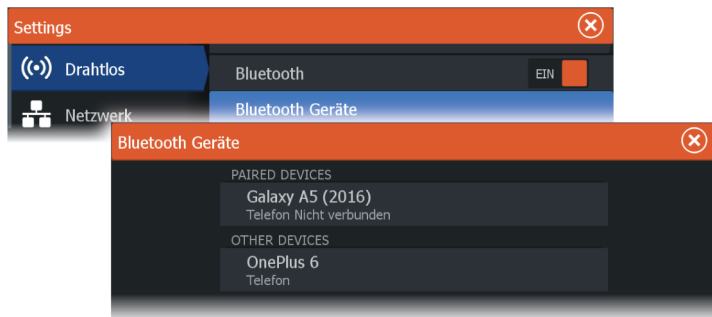 Settings
Drahtlos
Bluetooth
EIN
Netzwerk
Bluetooth Geräte
Bluetooth Geräte
PAIRED DEVICES
Galaxy A5 (2016)
Telefon Nicht verbunden
OTHER DEVICES
OnePlus 6
Telefon